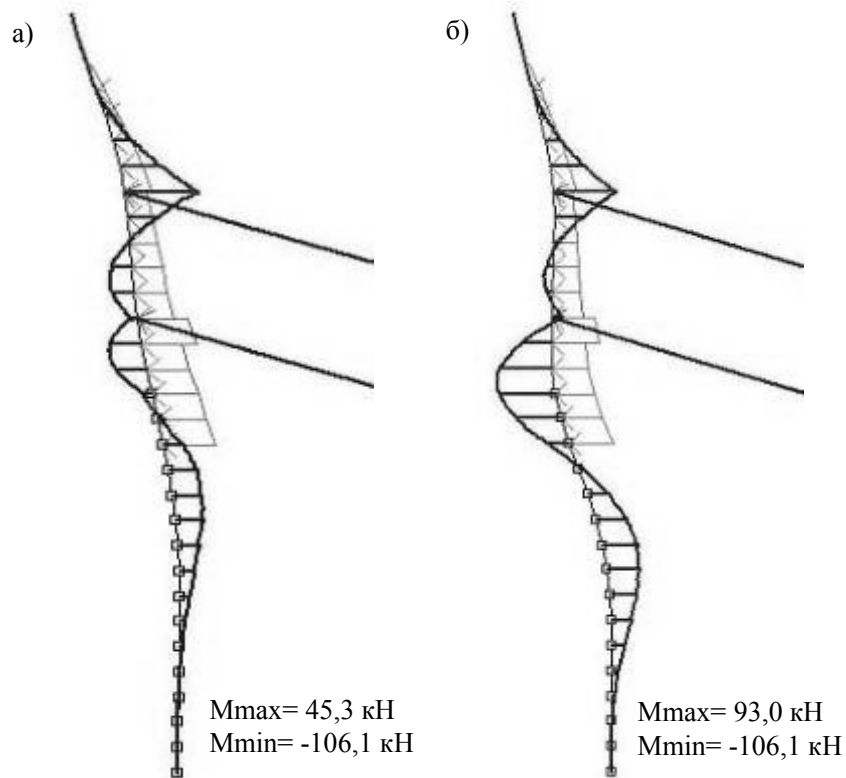 а)
б)
Mmax= 45,3 кН
Mmin= -106,1 кН
Mmax= 93,0 кН
Mmin= -106,1 кН